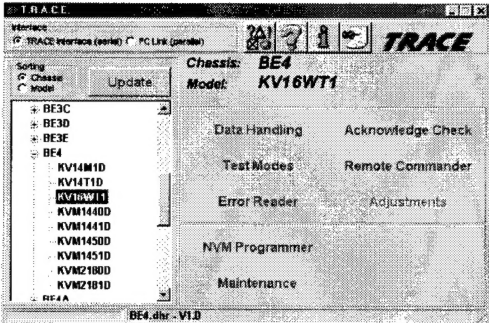 T.R.A.C.E.
Interface
TRACE Interface (serial) PC Link (parallel)
TRACE
Sorting
Chassis
Model
Update
Chassis: BE4
Model: KV16WT1
BE3C
BE3D
BE3E
BE4
KV14M1D
KV14T1D
KV16WT1
KVM1440D
KVM1441D
KVM1450D
KVM1451D
KVM2180D
KVM2181D
BE4A
Data Handling Acknowledge Check
Test Modes Remote Commander
Error Reader Adjustments
NVM Programmer
Maintenance
BE4.dhr - V1.0